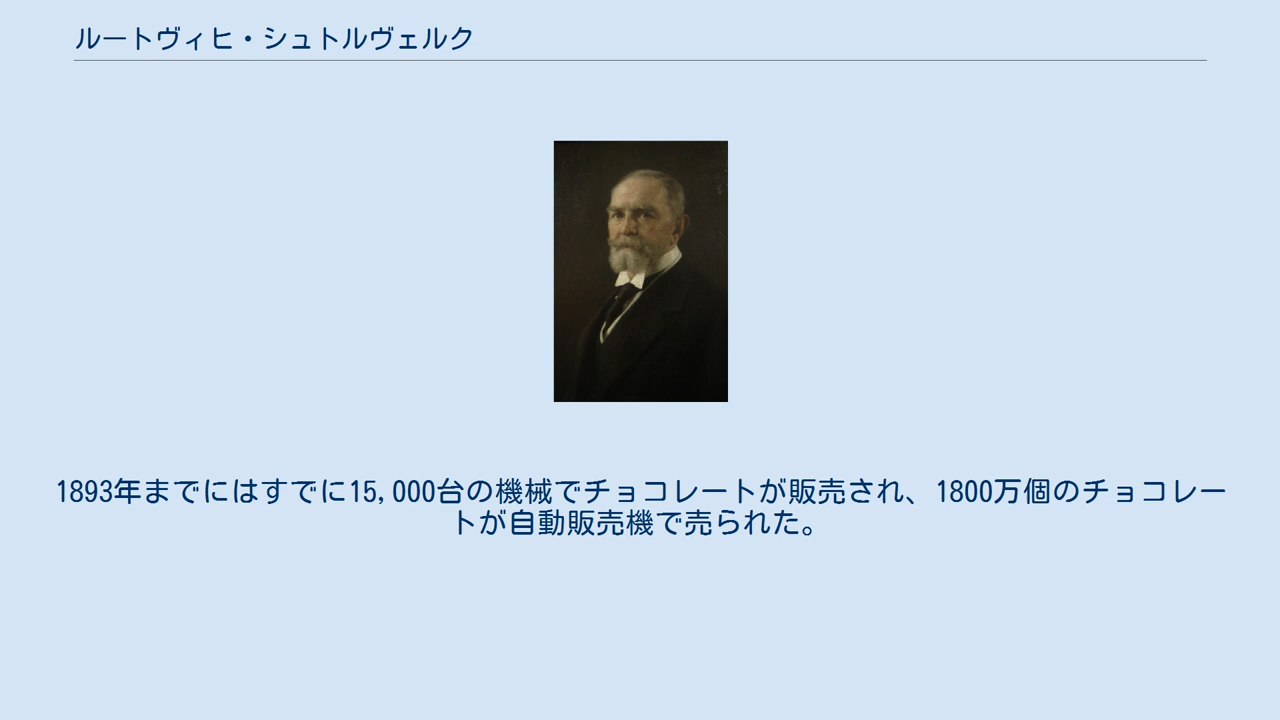 ルートヴィヒ・シュトルヴェルク
1893年までにはすでに15,000台の機械でチョコレートが販売され、1800万個のチョコレー
トが自動販売機で売られた。